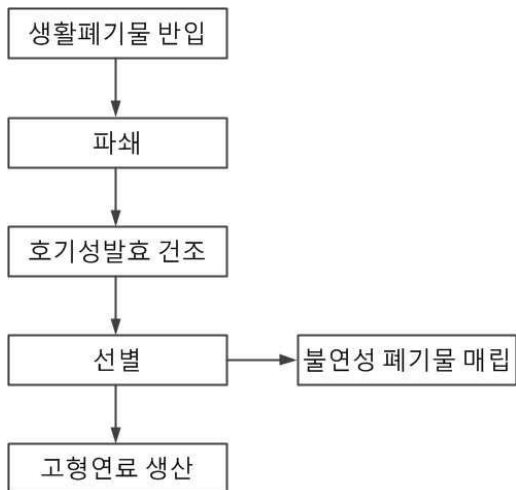 생활폐기물 반입
파쇄
호기성발효 건조
선별
불연성 폐기물 매립
고형연료 생산